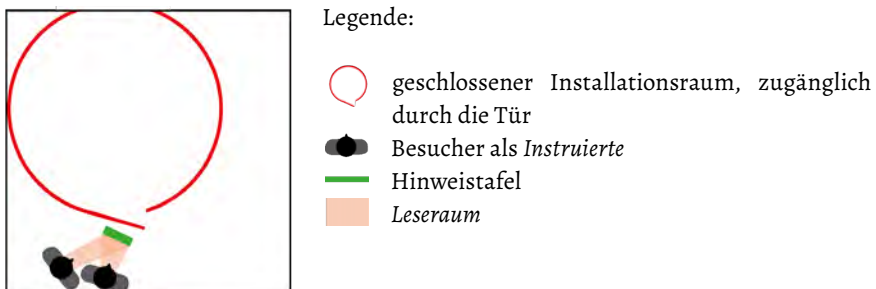 Legende:
geschlossener Installationsraum, zugänglich
durch die Tür
Besucher als Instruierte
Hinweistafel
Leseraum